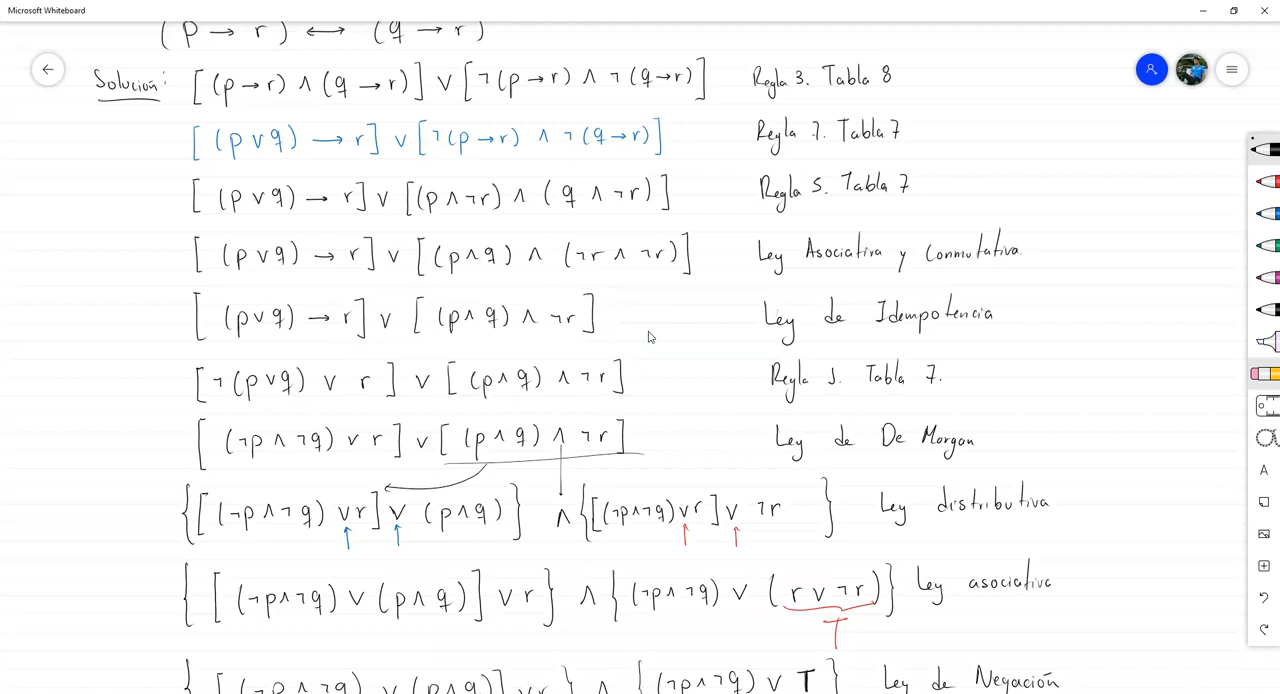 Microsoft Whiteboard
(p → r) ⟷ (q → r)
Solución: [(p → r) ∧ (q → r)] ∨ [¬(p → r) ∧ ¬(q → r)] Regla 3. Tabla 8
[(p ∨ q) → r] ∨ [¬(p → r) ∧ ¬(q → r)] Regla 7. Tabla 7
[(p ∨ q) → r] ∨ [(p ∧ ¬r) ∧ (q ∧ ¬r)] Regla 5. Tabla 7
[(p ∨ q) → r] ∨ [(p ∧ q) ∧ (¬r ∧ ¬r)] Ley Asociativa y Conmutativa.
[(p ∨ q) → r] ∨ [(p ∧ q) ∧ ¬r] Ley de Idempotencia
[¬(p ∨ q) ∨ r] ∨ [(p ∧ q) ∧ ¬r] Regla 1. Tabla 7.
[(¬p ∧ ¬q) ∨ r] ∨ [(p ∧ q) ∧ ¬r] Ley de De Morgan
{[(¬p ∧ ¬q) ∨ r] ∨ (p ∧ q)} ∧ {[(¬p ∧ ¬q) ∨ r] ∨ ¬r } Ley distributiva
{[(¬p ∧ ¬q) ∨ (p ∧ q)] ∨ r} ∧ {(¬p ∧ ¬q) ∨ (r ∨ ¬r)} Ley asociativa
T
{[(¬p ∧ ¬q) ∨ (p ∧ q)] ∨ r} ∧ {(¬p ∧ ¬q) ∨ T} Ley de Negación
A